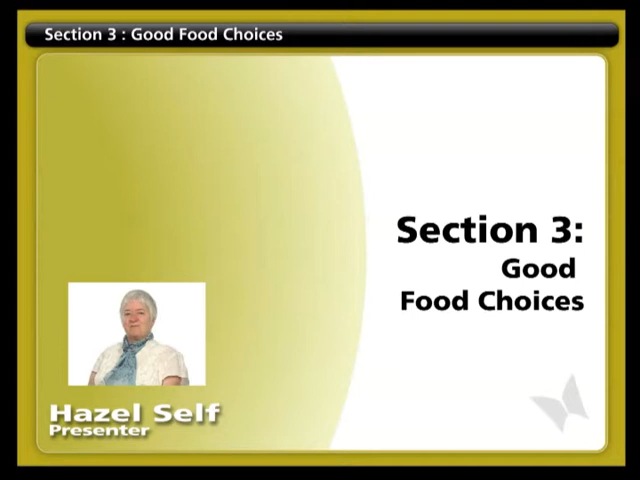 Section 3 : Good Food Choices
Section 3:
Good
Food Choices
Hazel Self
Presenter